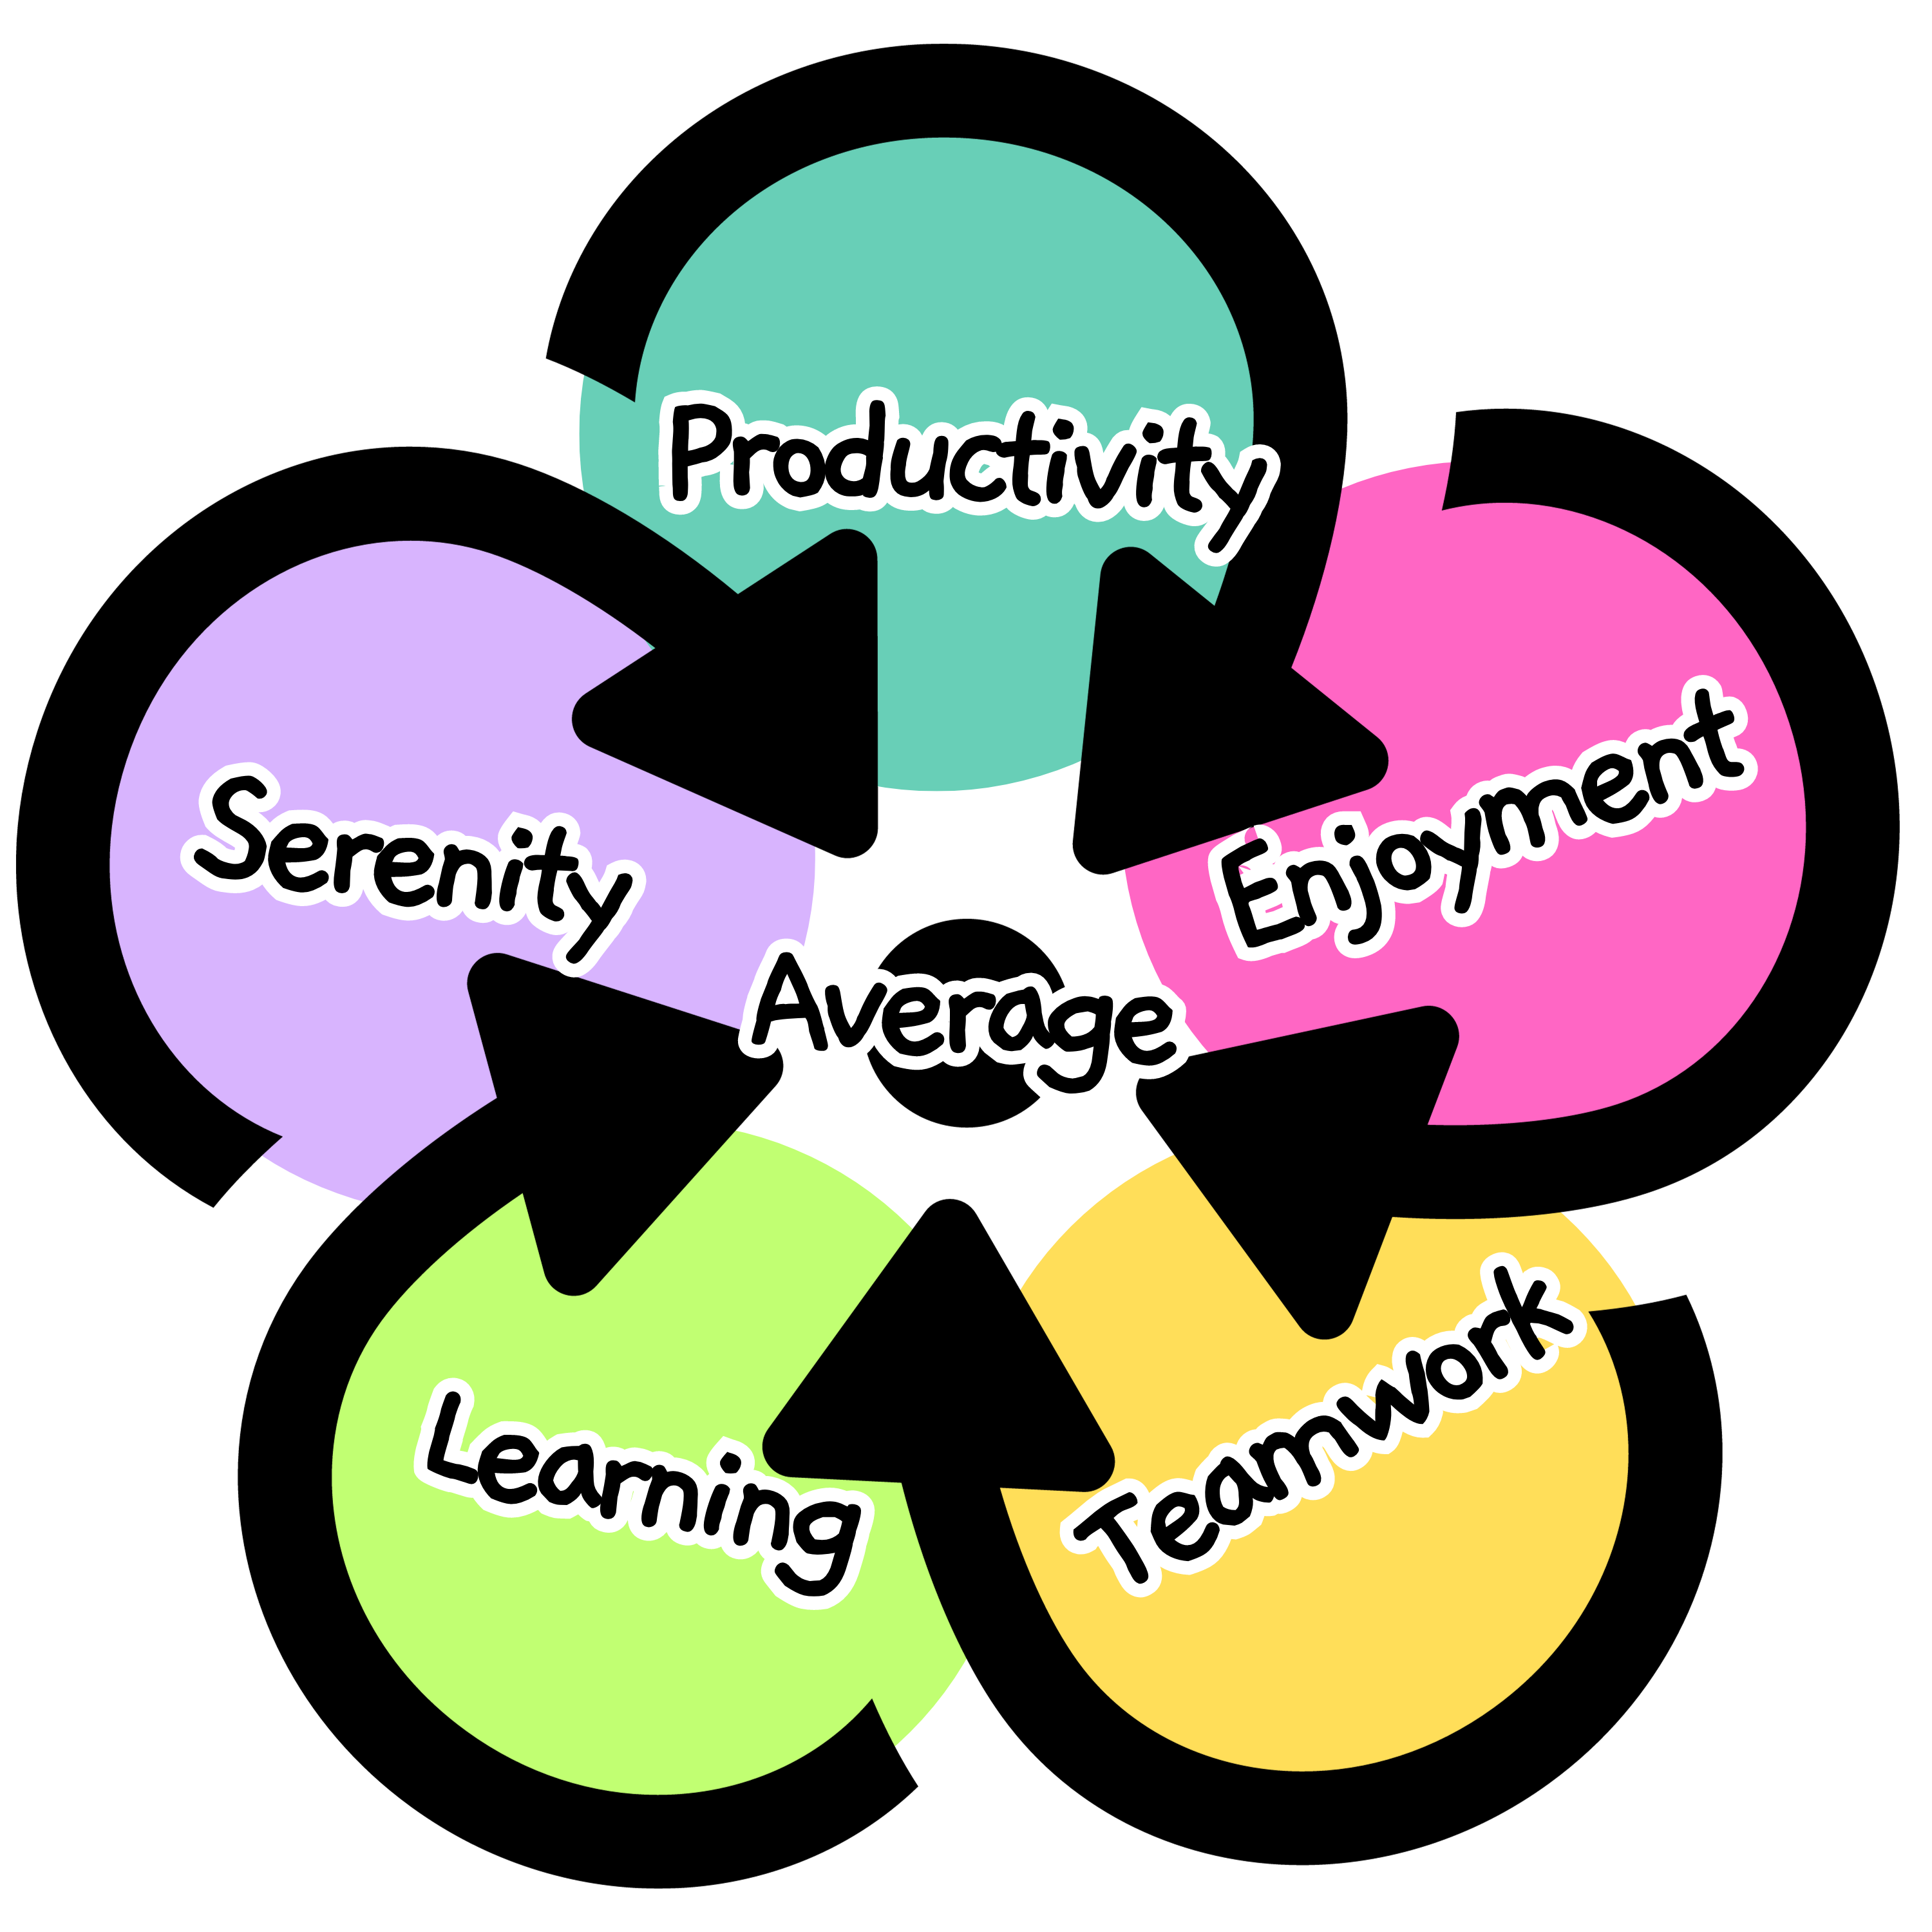 Productivity
Enjoyment
Serenity
Average
Teamwork
Learning